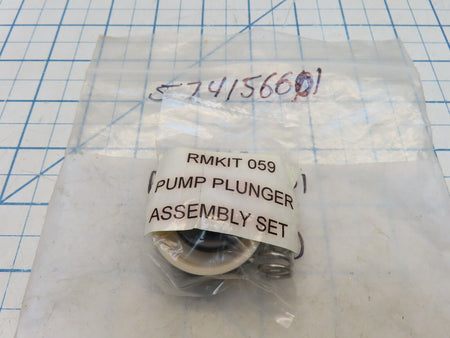 574156601
RMKIT 059
PUMP PLUNGER
ASSEMBLY SET